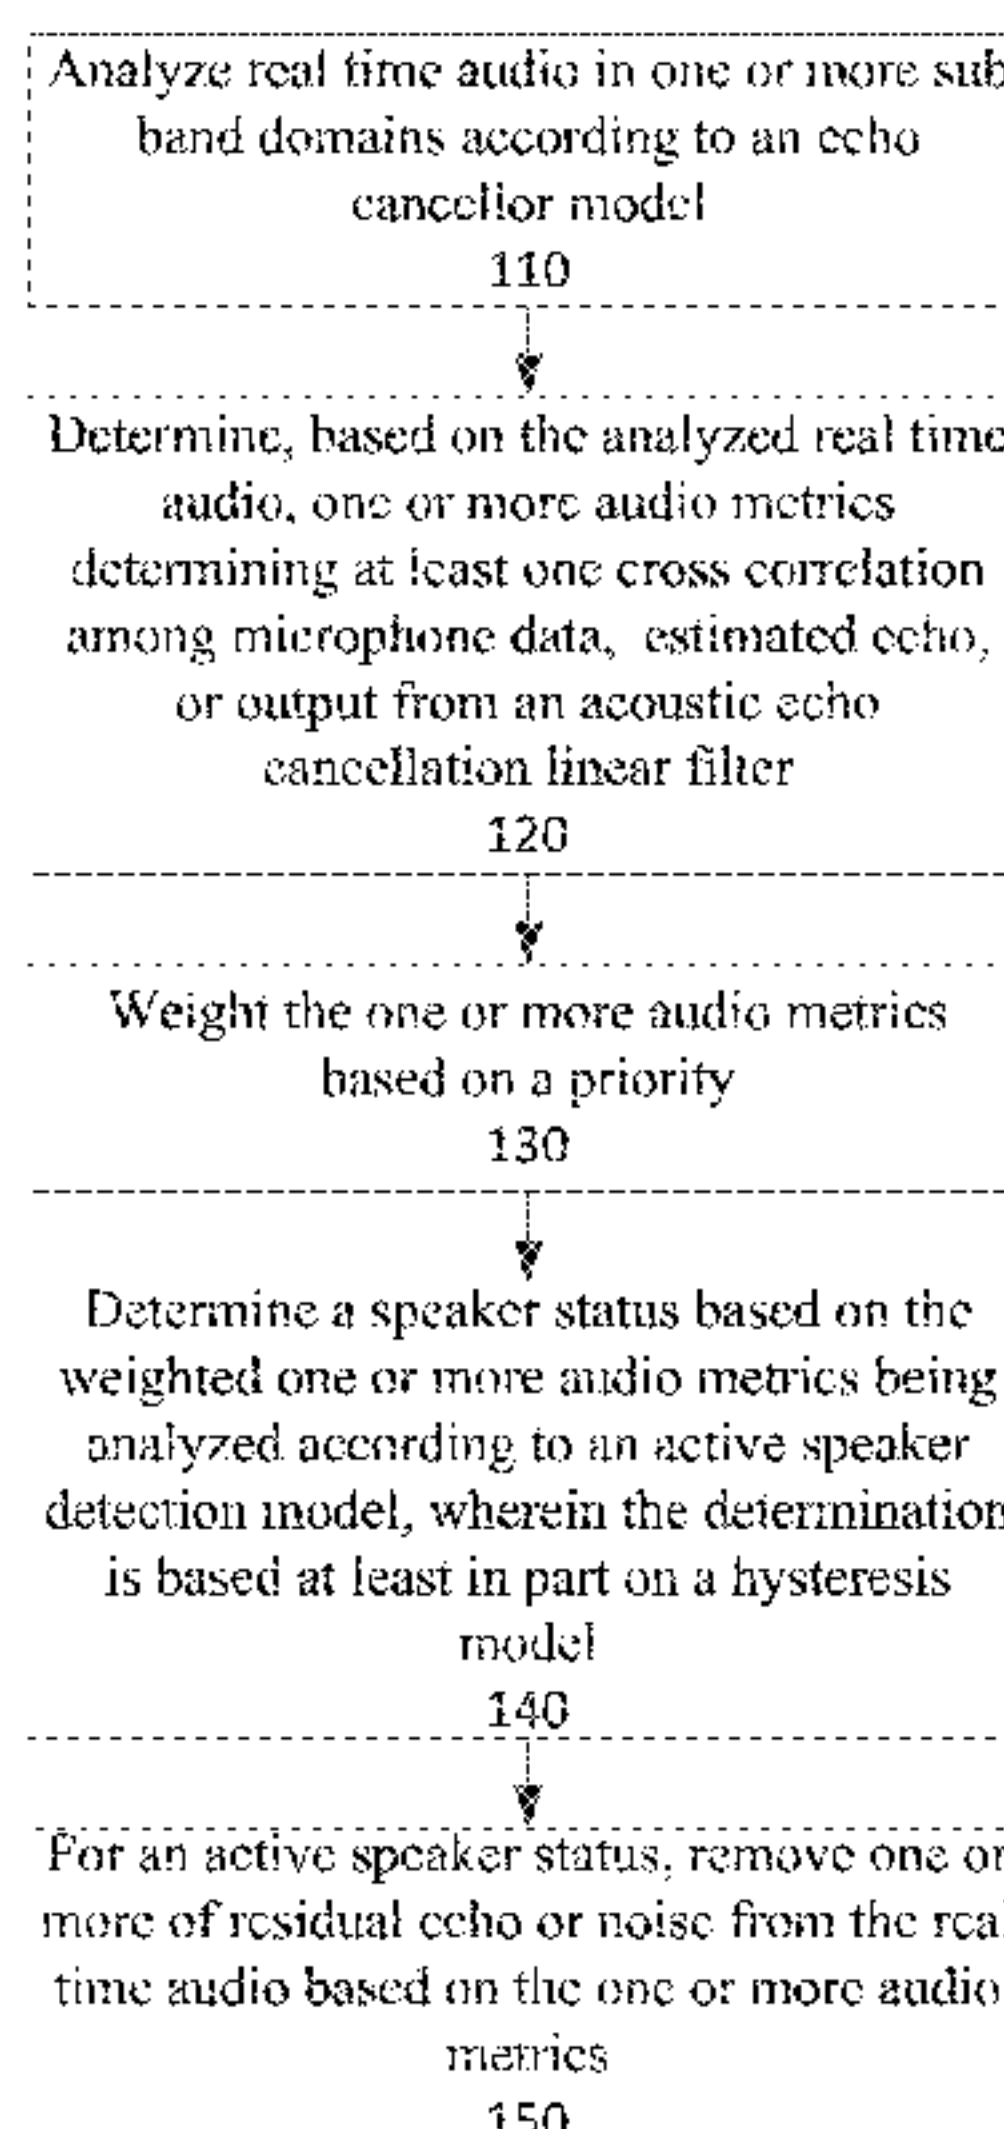 Analyze real time audio in one or more sub
band domains according to an echo
cancellor model
110
Determine, based on the analyzed real time
audio, one or more audio metrics
determining at least one cross correlation
among microphone data, estimated echo,
or output from an acoustic echo
cancellation linear filter
120
Weight the one or more audio metrics
based on a priority
130
Determine a speaker status based on the
weighted one or more audio metrics being
analyzed according to an active speaker
detection model, wherein the determination
is based at least in part on a hysteresis
model
140
For an active speaker status, remove one or
more of residual echo or noise from the real
time audio based on the one or more audio
metrics
150